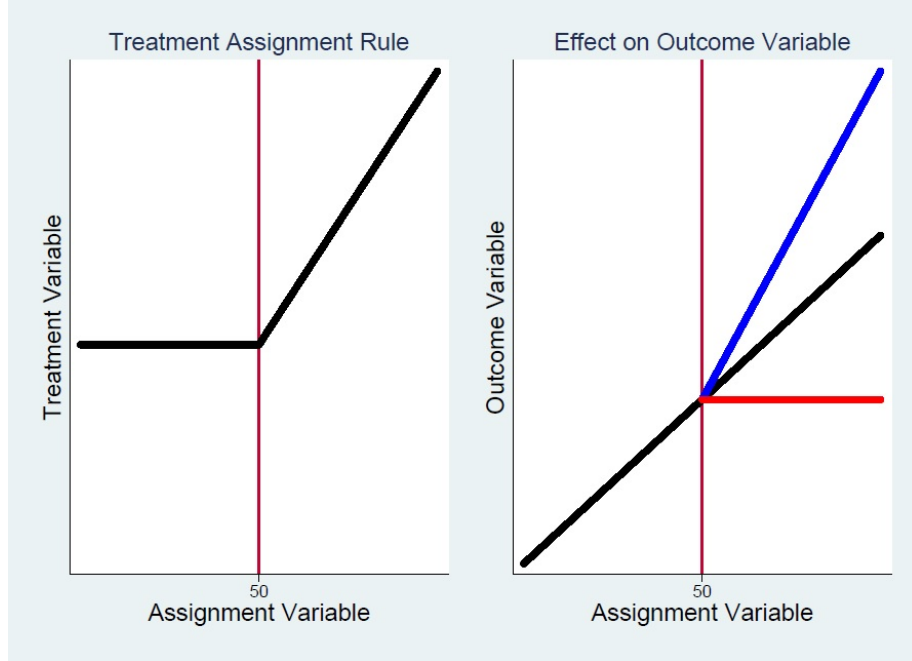 Treatment Assignment Rule
Treatment Variable
50
Assignment Variable
Effect on Outcome Variable
Outcome Variable
50
Assignment Variable